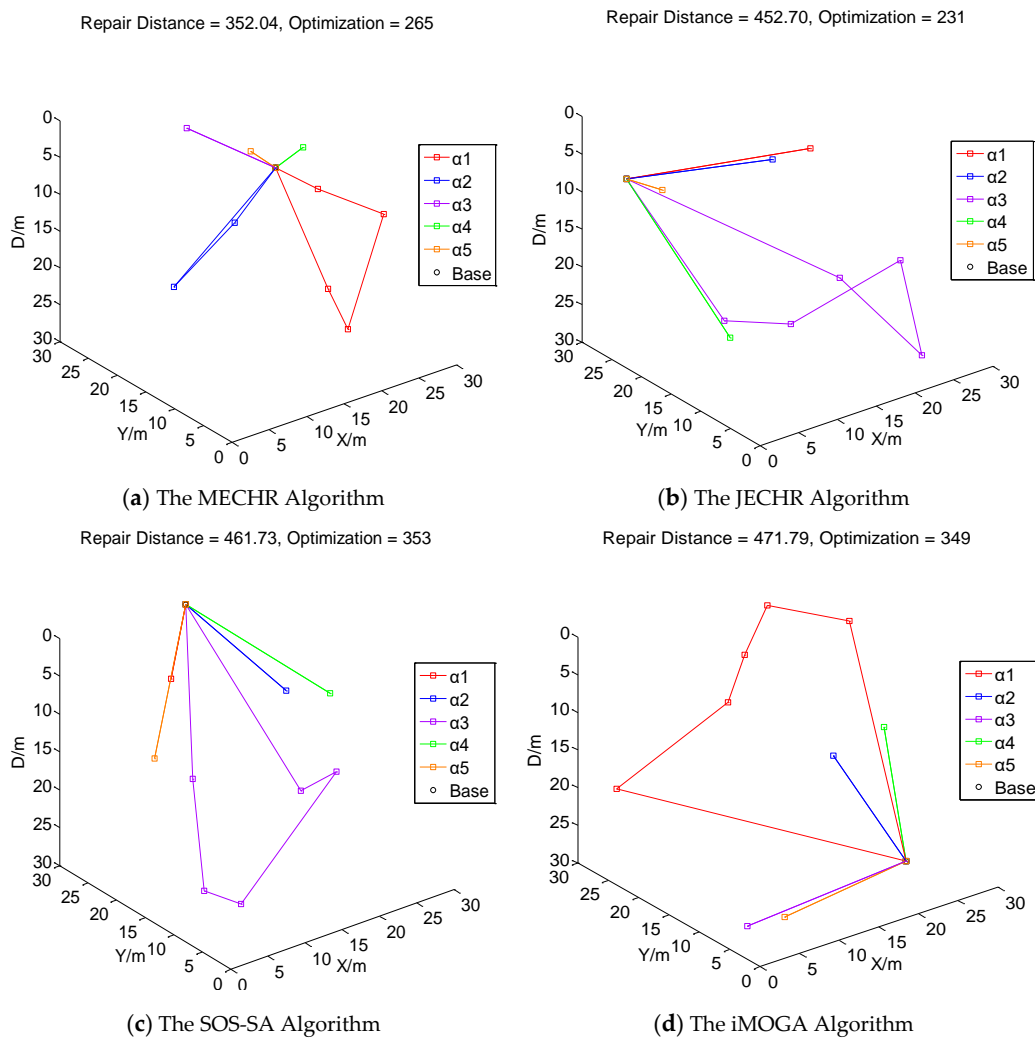 Repair Distance = 352.04, Optimization = 265
0
5
10
15
20
25
30
D/m
30
25
20
15
10
5
0
Y/m
0
5
10
15
20
25
30
X/m
α1
α2
α3
α4
α5
Base
(a) The MECHR Algorithm
Repair Distance = 452.70, Optimization = 231
0
5
10
15
20
25
30
D/m
30
25
20
15
10
5
0
Y/m
0
5
10
15
20
25
30
X/m
α1
α2
α3
α4
α5
Base
(b) The JECHR Algorithm
Repair Distance = 461.73, Optimization = 353
0
5
10
15
20
25
30
D/m
30
25
20
15
10
5
0
Y/m
0
5
10
15
20
25
30
X/m
α1
α2
α3
α4
α5
Base
(c) The SOS-SA Algorithm
Repair Distance = 471.79, Optimization = 349
0
5
10
15
20
25
30
D/m
30
25
20
15
10
5
0
Y/m
0
5
10
15
20
25
30
X/m
α1
α2
α3
α4
α5
Base
(d) The iMOGA Algorithm